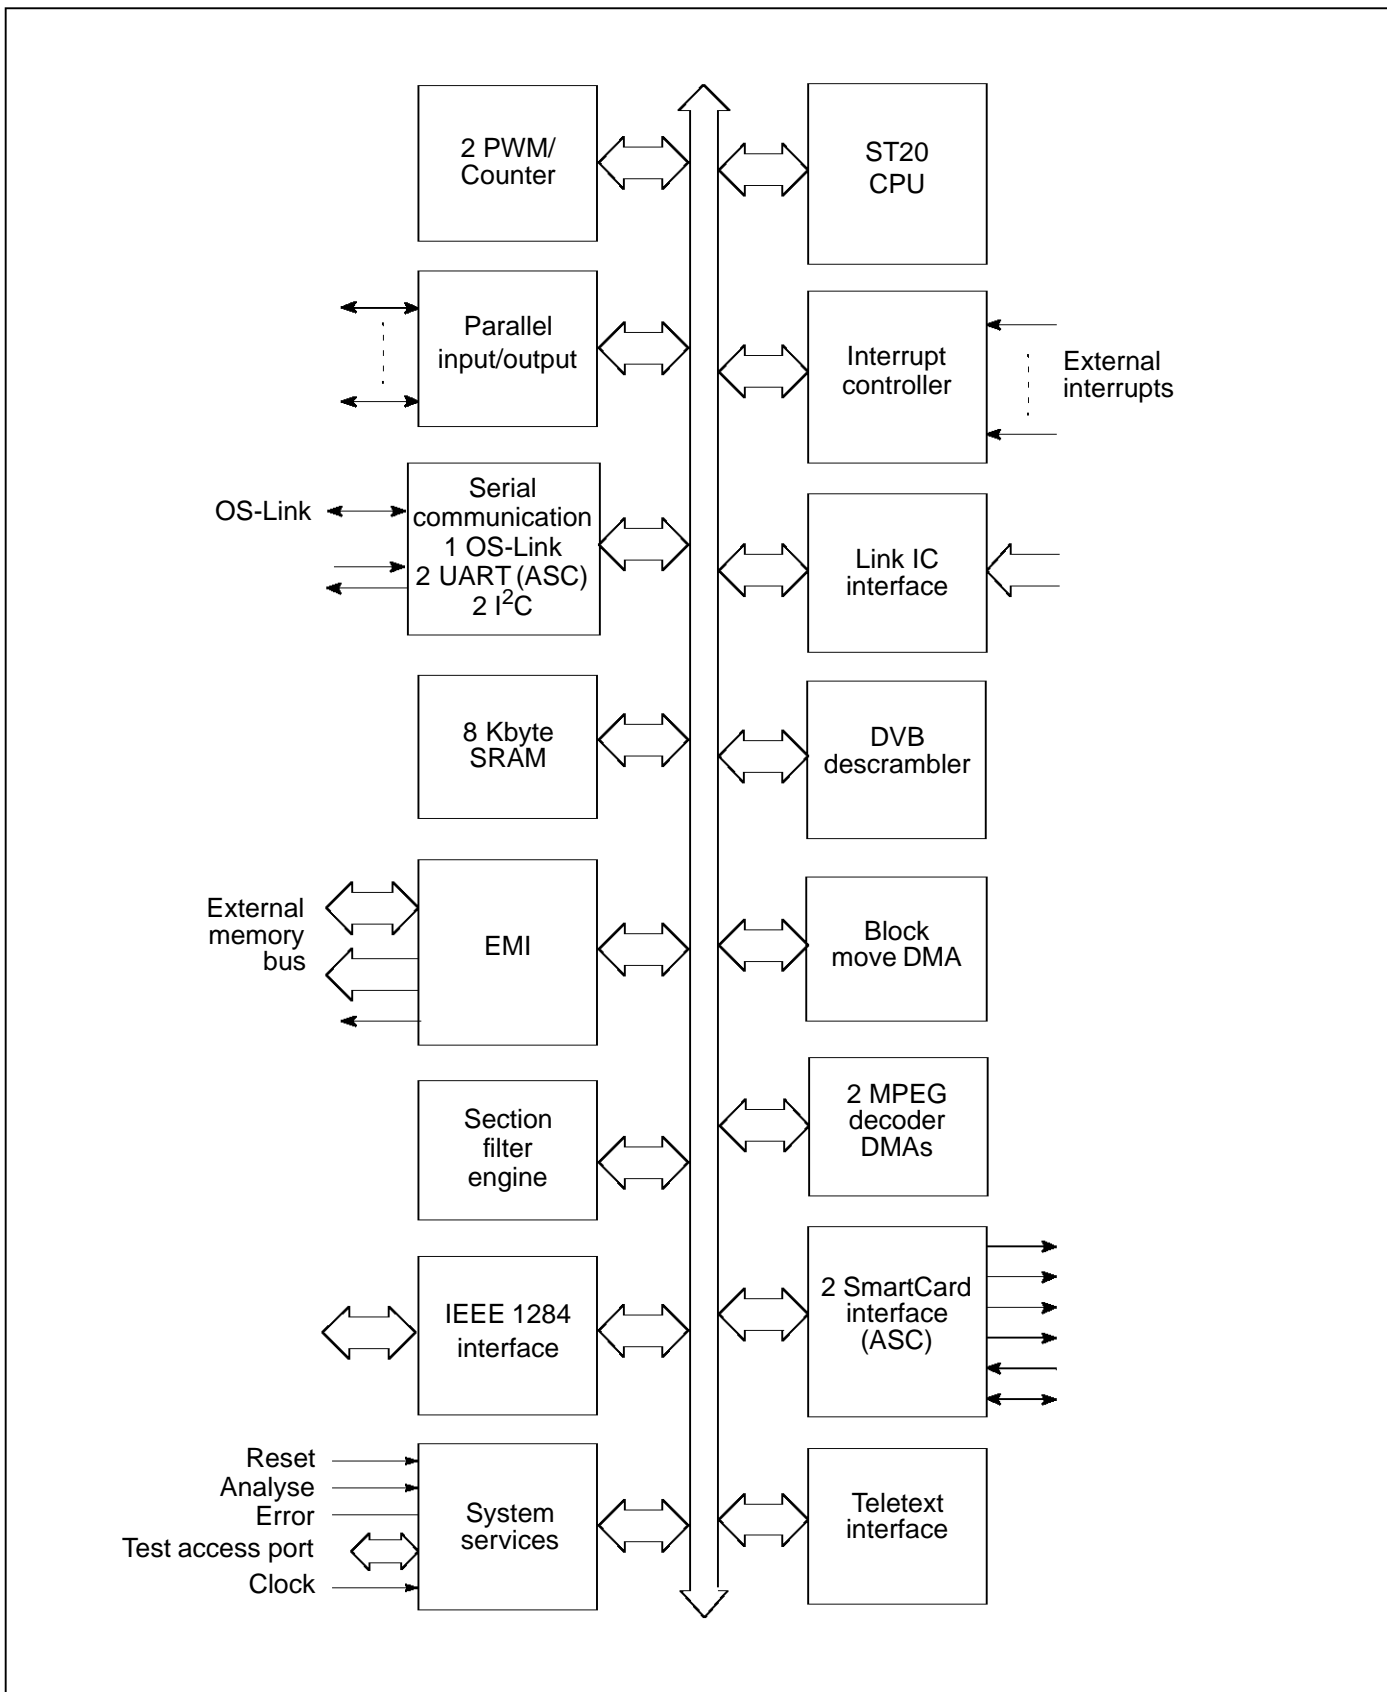 2 PWM/
Counter
ST20
CPU
Parallel
input/output
Interrupt
controller
External
interrupts
OS-Link
Serial
communication
1 OS-Link
2 UART (ASC)
2 I²C
Link IC
interface
8 Kbyte
SRAM
DVB
descrambler
External
memory
bus
EMI
Block
move DMA
Section
filter
engine
2 MPEG
decoder
DMAs
IEEE 1284
interface
2 SmartCard
interface
(ASC)
Reset
Analyse
Error
Test access port
Clock
System
services
Teletext
interface